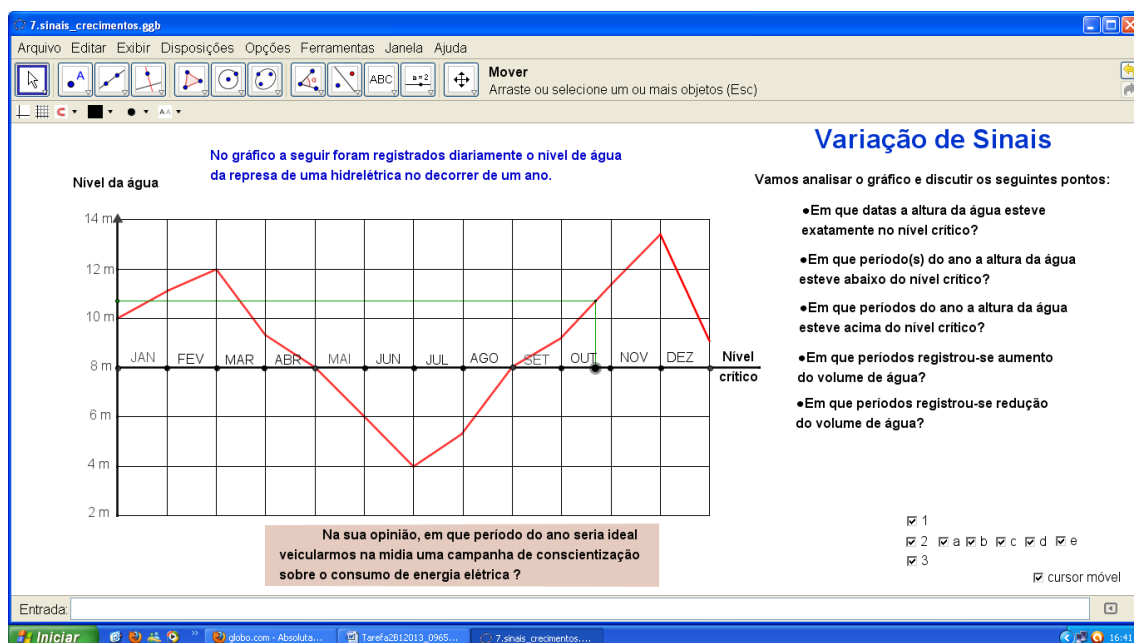 7.sinais_crecimentos.ggb
Arquivo Editar Exibir Disposições Opções Ferramentas Janela Ajuda
A
α
ABC
a=2
Mover
Arraste ou selecione um ou mais objetos (Esc)
Variação de Sinais
No gráfico a seguir foram registrados diariamente o nível de água
da represa de uma hidrelétrica no decorrer de um ano.
Nível da água
Vamos analisar o gráfico e discutir os seguintes pontos:
●Em que datas a altura da água esteve
exatamente no nível crítico?
●Em que período(s) do ano a altura da água
esteve abaixo do nível crítico?
●Em que períodos do ano a altura da água
esteve acima do nível crítico?
●Em que períodos registrou-se aumento
do volume de água?
●Em que períodos registrou-se redução
do volume de água?
14 m
12 m
10 m
8 m
6 m
4 m
2 m
JAN FEV MAR ABR MAI JUN JUL AGO SET OUT NOV DEZ
Nível
crítico
Na sua opinião, em que período do ano seria ideal
veicularmos na midia uma campanha de conscientização
sobre o consumo de energia elétrica ?
1
2 a b c d e
3
cursor móvel
Entrada:
Iniciar
globo.com - Absoluta...
Tarefa2B12013_0965...
7.sinais_crecimentos....
16:41